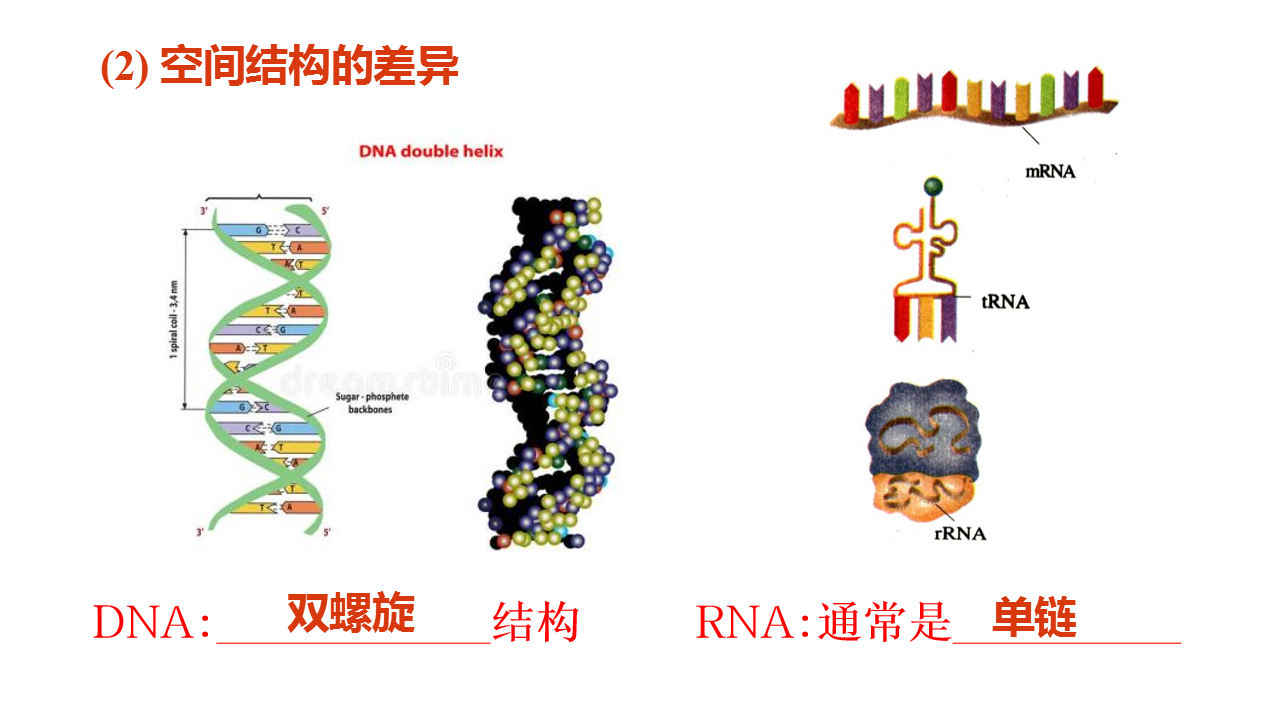 (2) 空间结构的差异
DNA double helix
3' 5'
G C
T A
A T
T
T A
C G
A T
G C
C G
A T
A
T
T A
3' 5'
1 spiral coil - 3,4 nm
Sugar - phosphete
backbones
dreamstime
mRNA
tRNA
rRNA
DNA:双螺旋结构
RNA:通常是单链